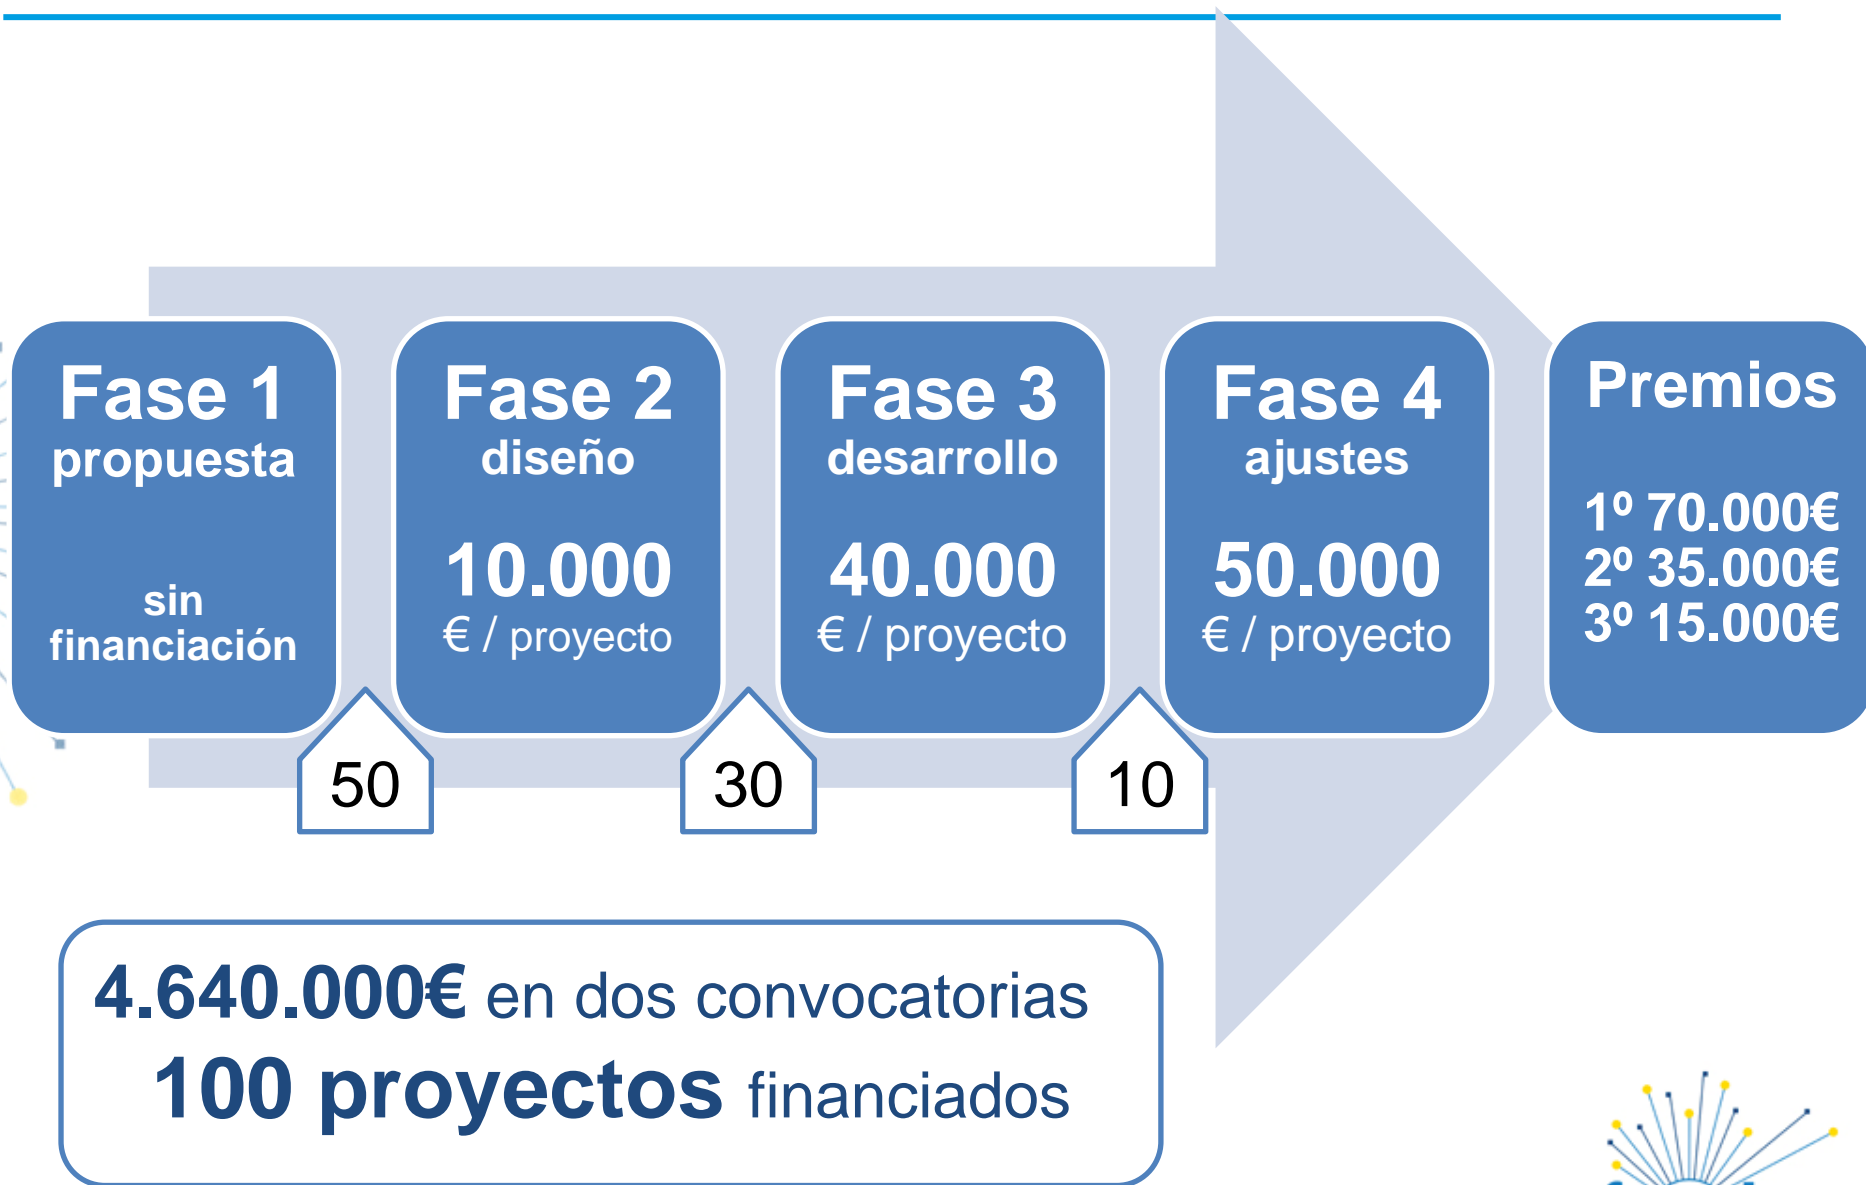 Fase 1
propuesta
sin
financiación
Fase 2
diseño
10.000
€ / proyecto
Fase 3
desarrollo
40.000
€ / proyecto
Fase 4
ajustes
50.000
€ / proyecto
Premios
1º 70.000€
2º 35.000€
3º 15.000€
50
30
10
4.640.000€ en dos convocatorias
100 proyectos financiados